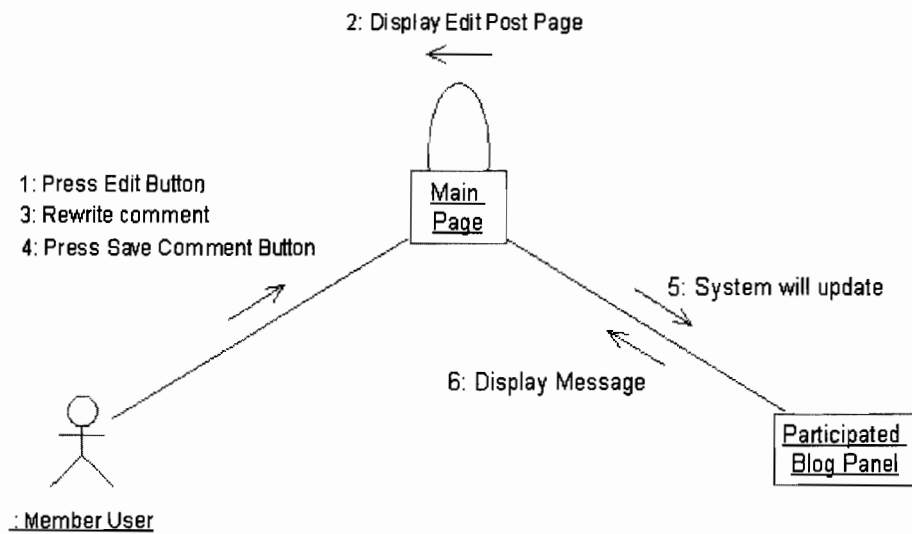 2: Display Edit Post Page
1: Press Edit Button
3: Rewrite comment
4: Press Save Comment Button
Main
Page
5: System will update
6: Display Message
Participated
Blog Panel
: Member User